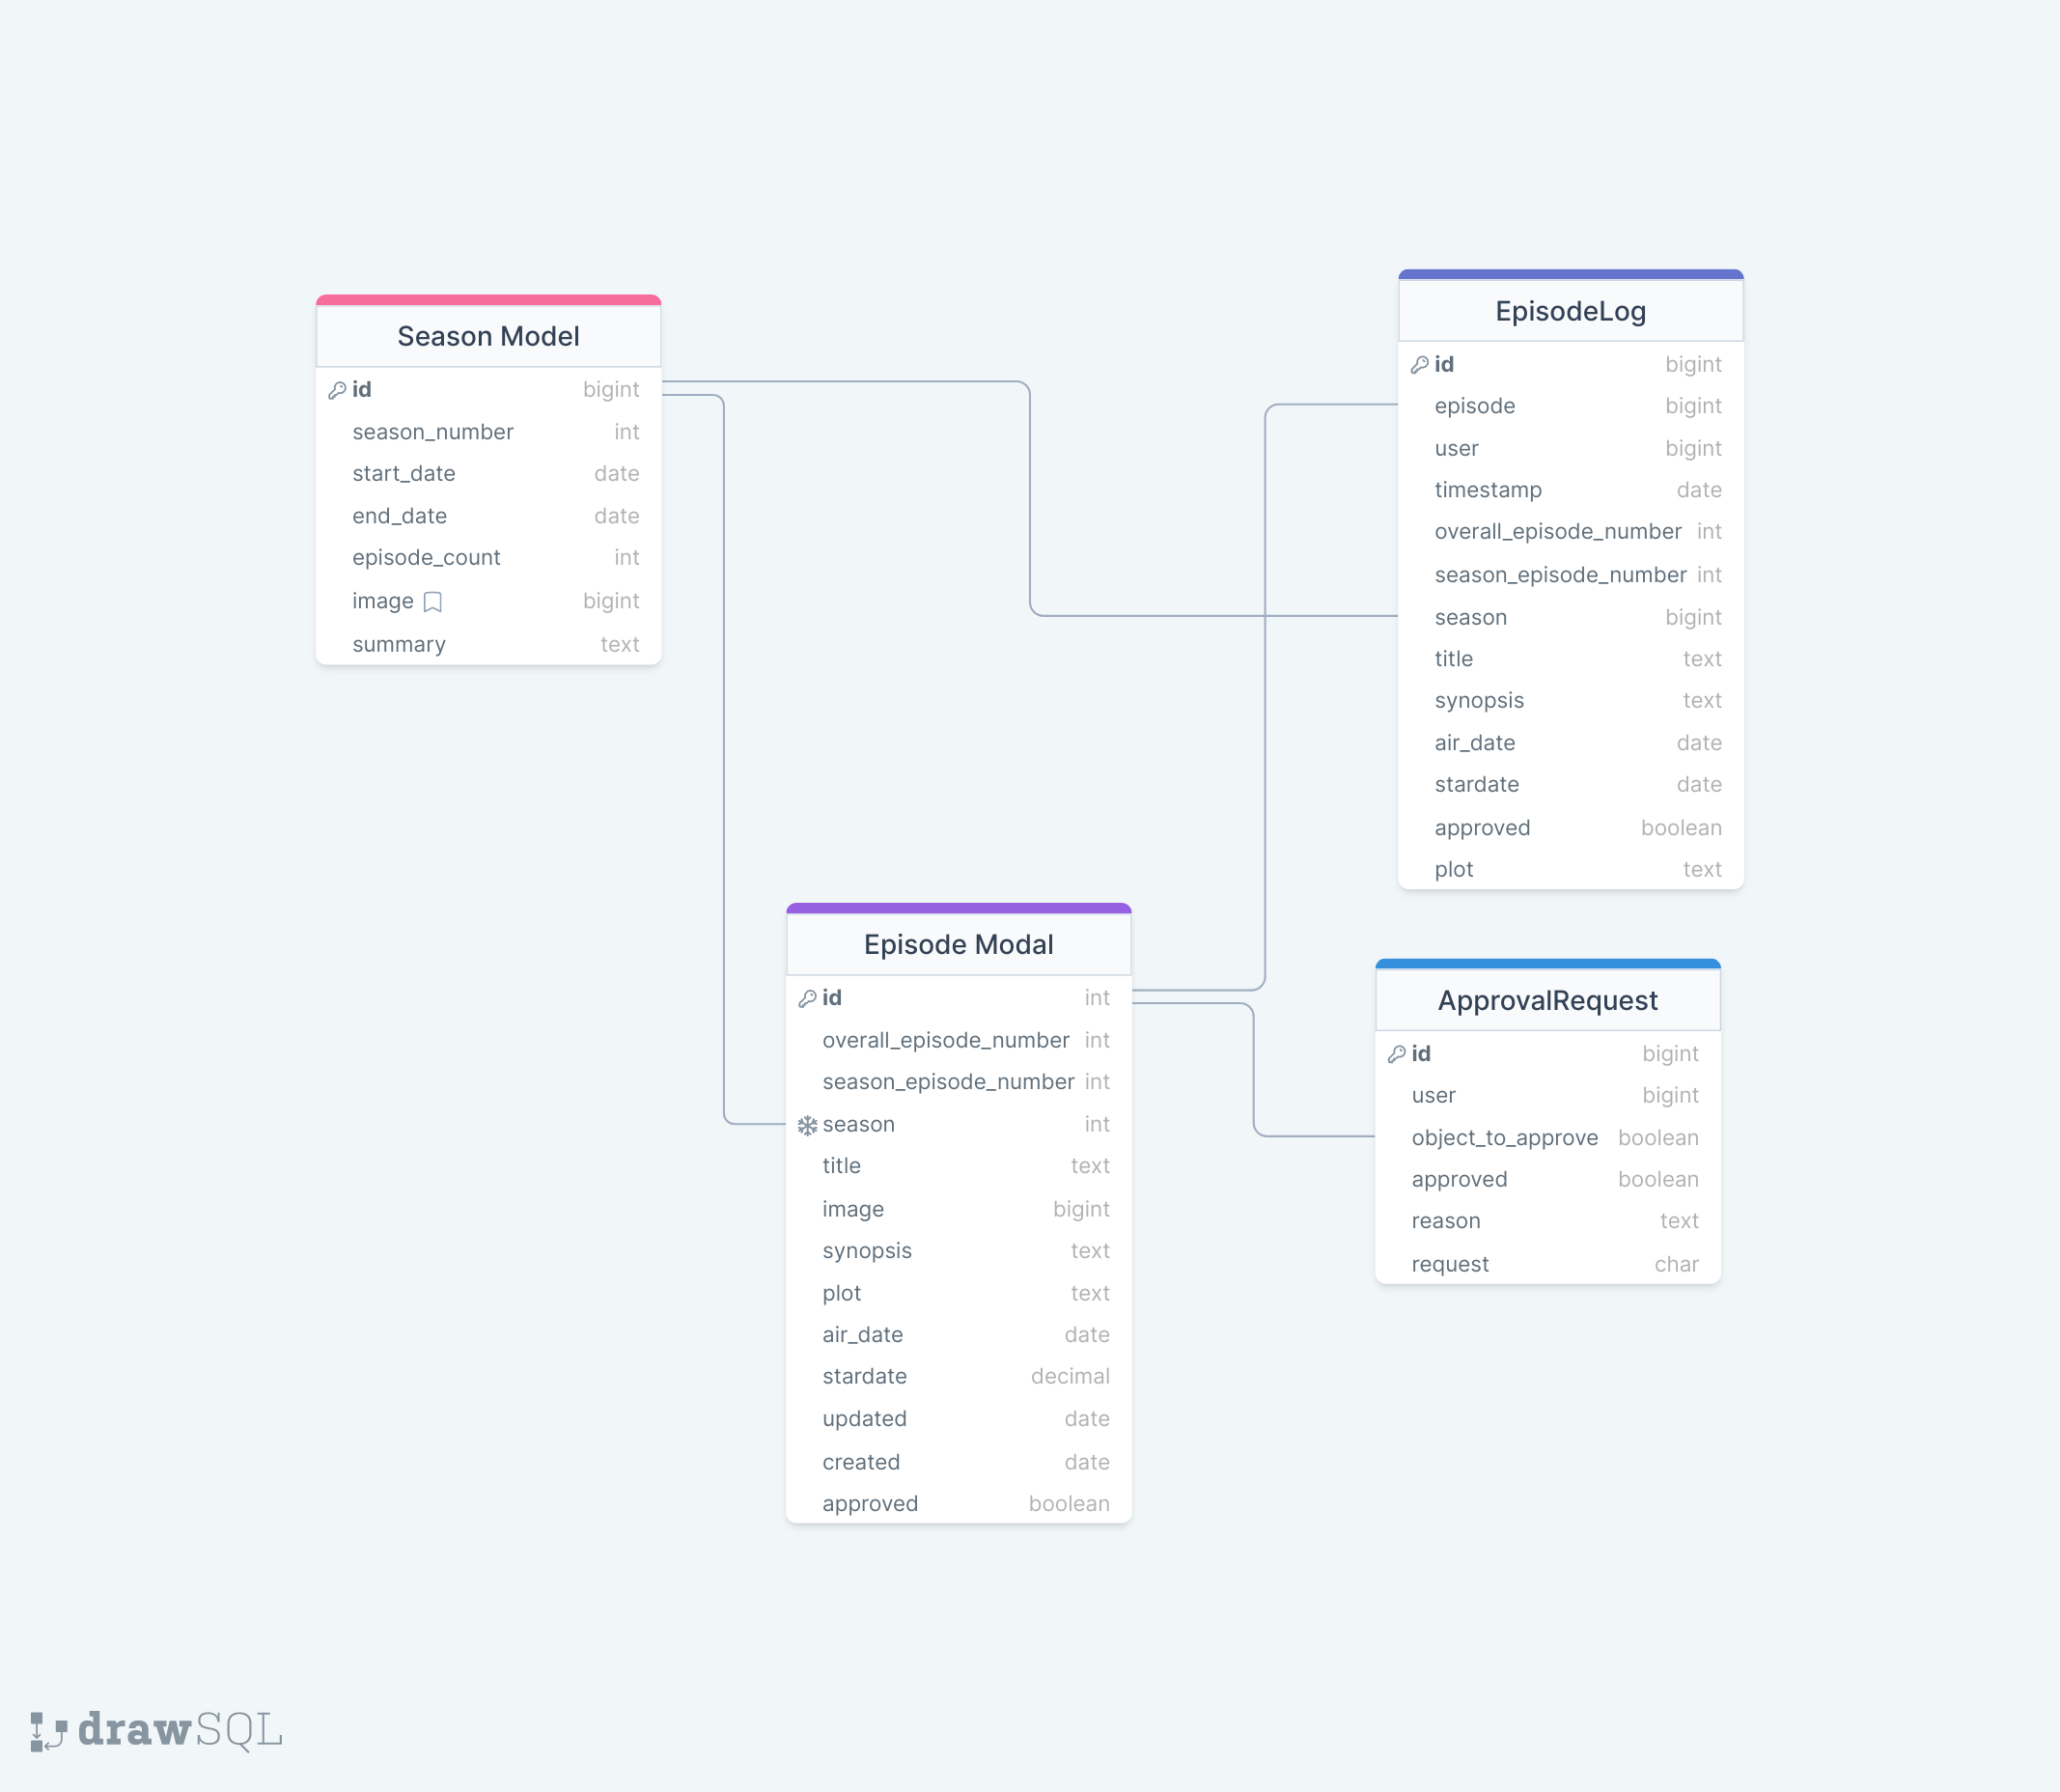 Season Model
id bigint
season_number int
start_date date
end_date date
episode_count int
image bigint
summary text
EpisodeLog
id bigint
episode bigint
user bigint
timestamp date
overall_episode_number int
season_episode_number int
season bigint
title text
synopsis text
air_date date
stardate date
approved boolean
plot text
Episode Modal
id int
overall_episode_number int
season_episode_number int
season int
title text
image bigint
synopsis text
plot text
air_date date
stardate decimal
updated date
created date
approved boolean
ApprovalRequest
id bigint
user bigint
object_to_approve boolean
approved boolean
reason text
request char
drawSQL